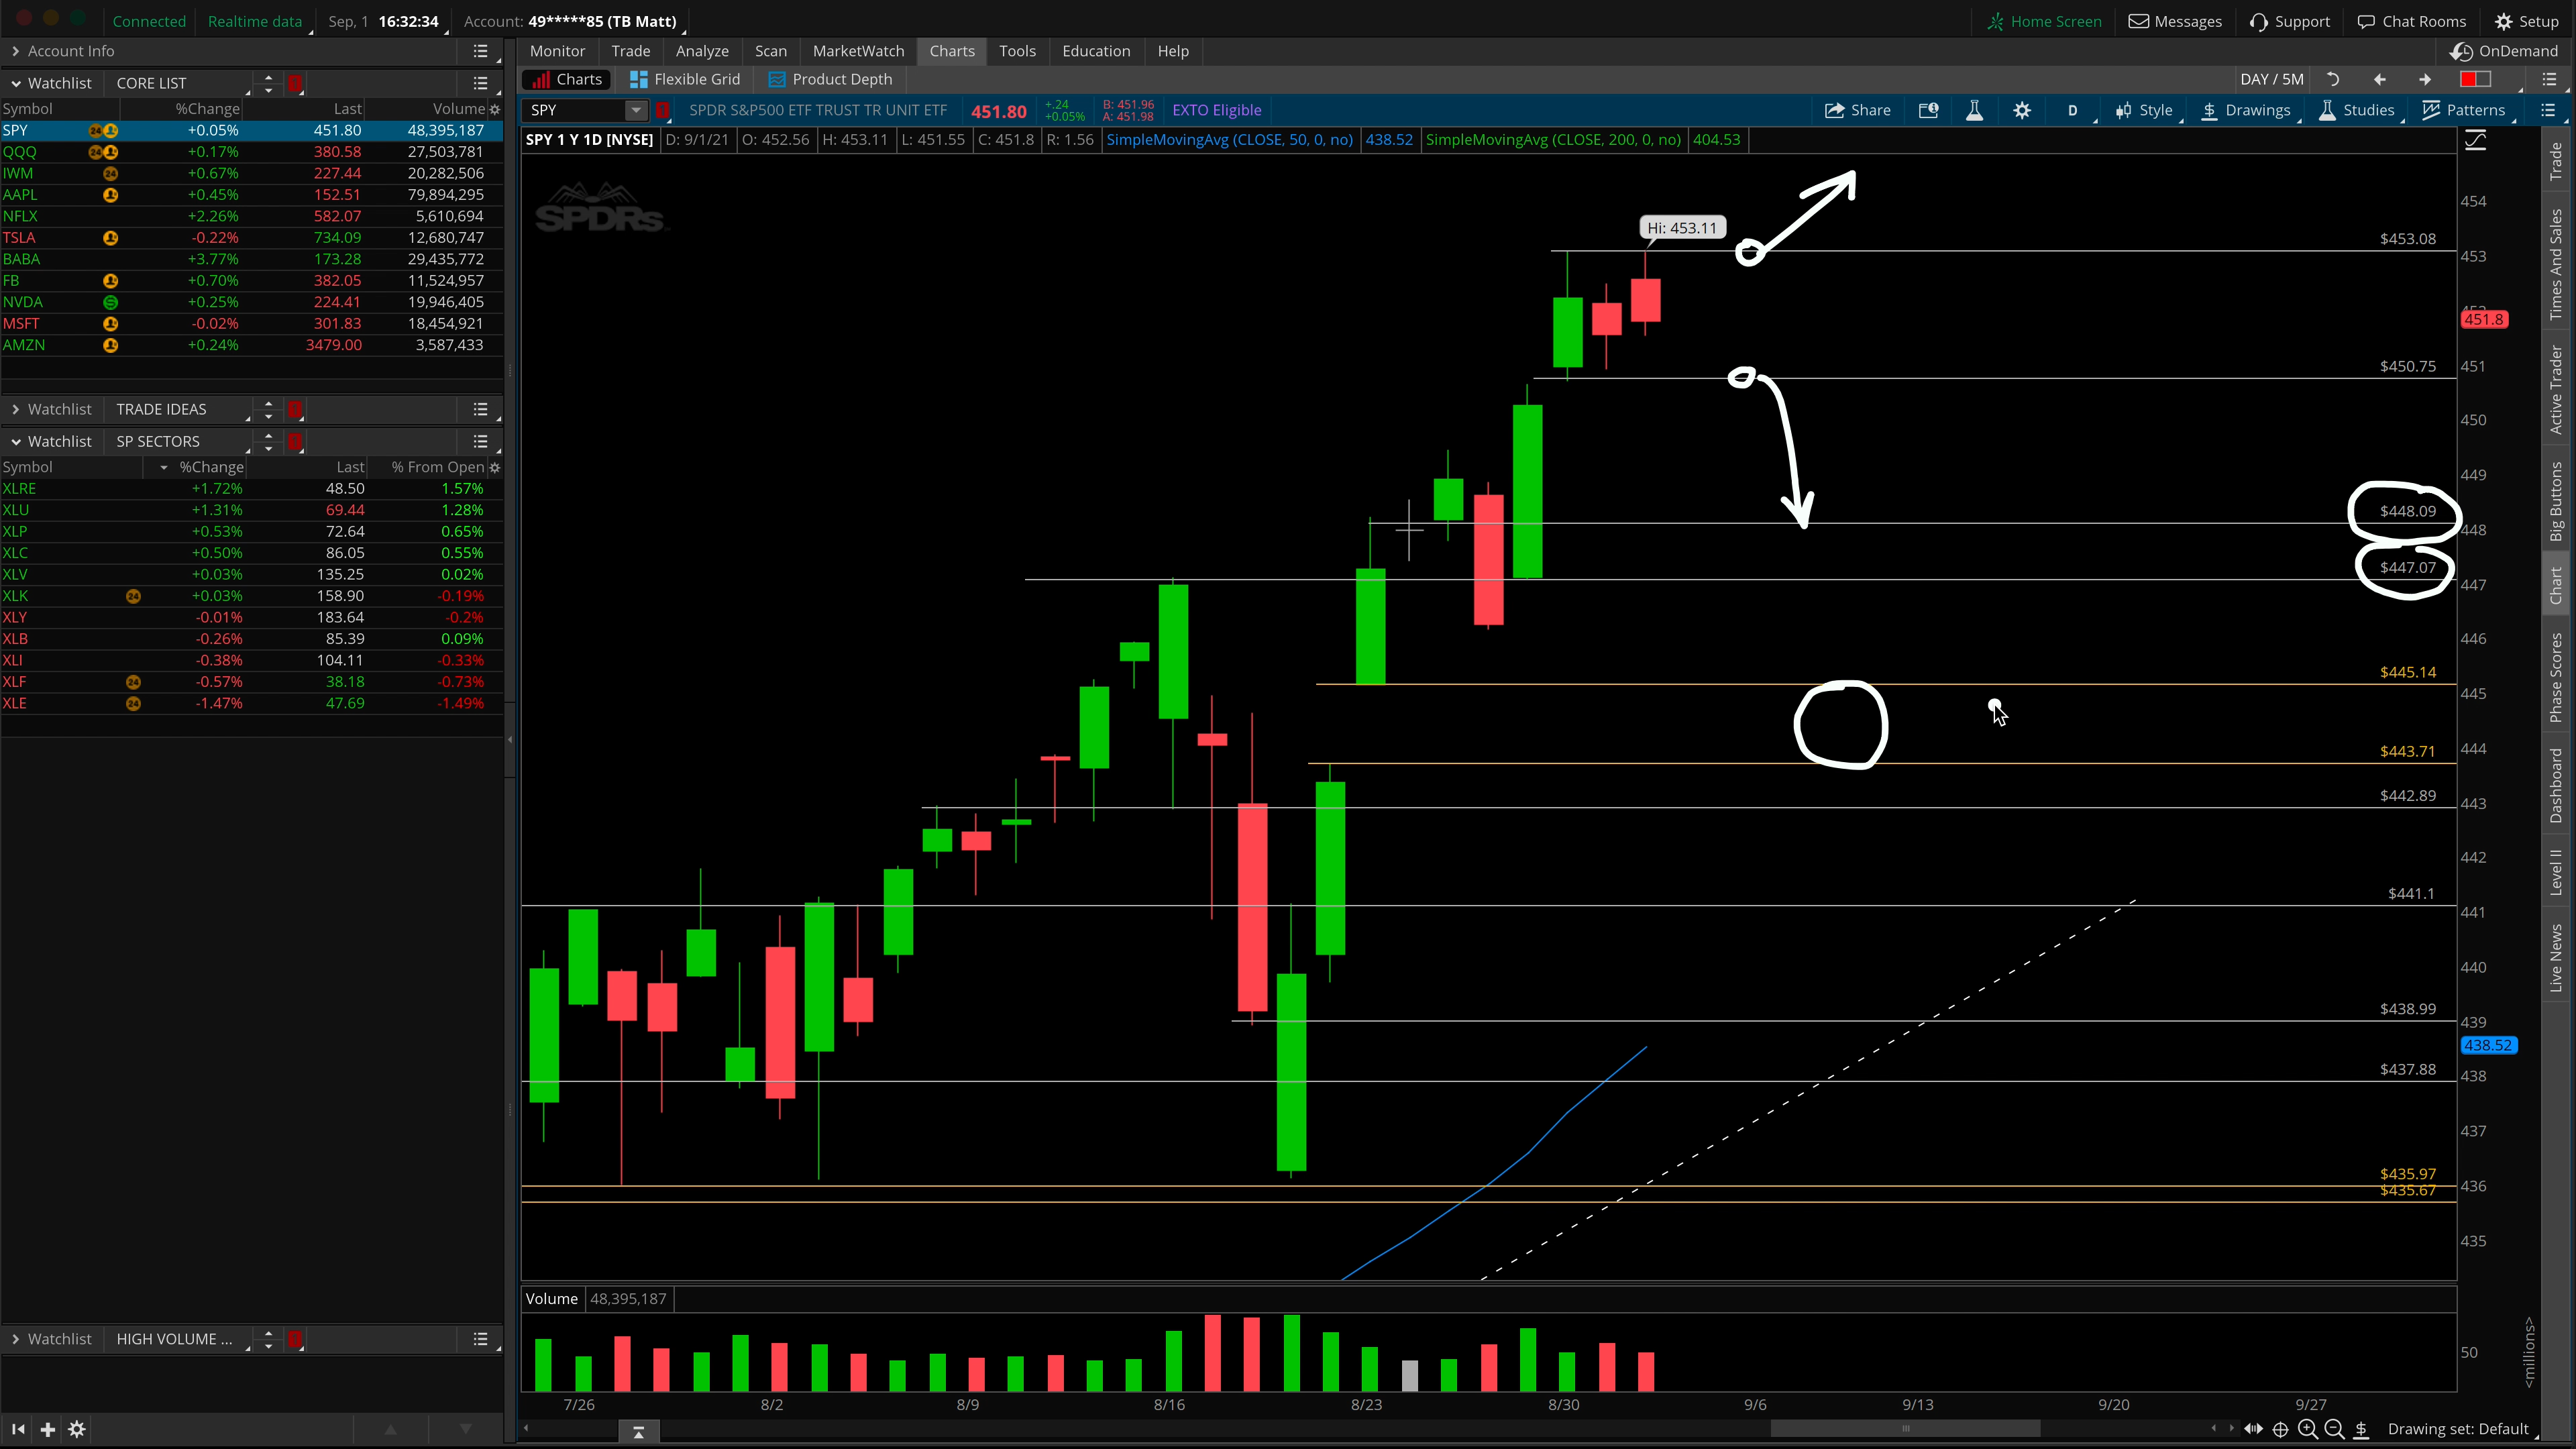 Connected Realtime data Sep, 1 16:32:34 Account: 49*****85 (TB Matt) Home Screen Messages Support Chat Rooms Setup
Account Info Monitor Trade Analyze Scan MarketWatch Charts Tools Education Help OnDemand
Watchlist CORE LIST Charts Flexible Grid Product Depth DAY / 5M
Symbol %Change Last Volume
SPY SPDR S&P500 ETF TRUST TR UNIT ETF 451.80 +.24 +0.05% B: 451.96 A: 451.98 EXTO Eligible Share D Style Drawings Studies Patterns
SPY 1 Y 1D [NYSE] D: 9/1/21 O: 452.56 H: 453.11 L: 451.55 C: 451.8 R: 1.56 SimpleMovingAvg (CLOSE, 50, 0, no) 438.52 SimpleMovingAvg (CLOSE, 200, 0, no) 404.53
SPY 24 +0.05% 451.80 48,395,187
QQQ 24 +0.17% 380.58 27,503,781
IWM 24 +0.67% 227.44 20,282,506
AAPL +0.45% 152.51 79,894,295
NFLX +2.26% 582.07 5,610,694
TSLA -0.22% 734.09 12,680,747
BABA +3.77% 173.28 29,435,772
FB +0.70% 382.05 11,524,957
NVDA +0.25% 224.41 19,946,405
MSFT -0.02% 301.83 18,454,921
AMZN +0.24% 3479.00 3,587,433
Watchlist TRADE IDEAS
Watchlist SP SECTORS
Symbol %Change Last % From Open
XLRE +1.72% 48.50 1.57%
XLU +1.31% 69.44 1.28%
XLP +0.53% 72.64 0.65%
XLC +0.50% 86.05 0.55%
XLV +0.03% 135.25 0.02%
XLK 24 +0.03% 158.90 -0.19%
XLY -0.01% 183.64 -0.2%
XLB -0.26% 85.39 0.09%
XLI -0.38% 104.11 -0.33%
XLF 24 -0.57% 38.18 -0.73%
XLE 24 -1.47% 47.69 -1.49%
Watchlist HIGH VOLUME ...
SPDRs
Hi: 453.11
$453.08
$450.75
$448.09
$447.07
$445.14
$443.71
$442.89
$441.1
$438.99
$437.88
$435.97
$435.67
454
453
451.8
451
450
449
448
447
446
445
444
443
442
441
440
439
438.52
438
437
436
435
Volume 48,395,187
50
<millions>
7/26 8/2 8/9 8/16 8/23 8/30 9/6 9/13 9/20 9/27
Drawing set: Default
Trade
Times And Sales
Active Trader
Big Buttons
Chart
Phase Scores
Dashboard
Level II
Live News